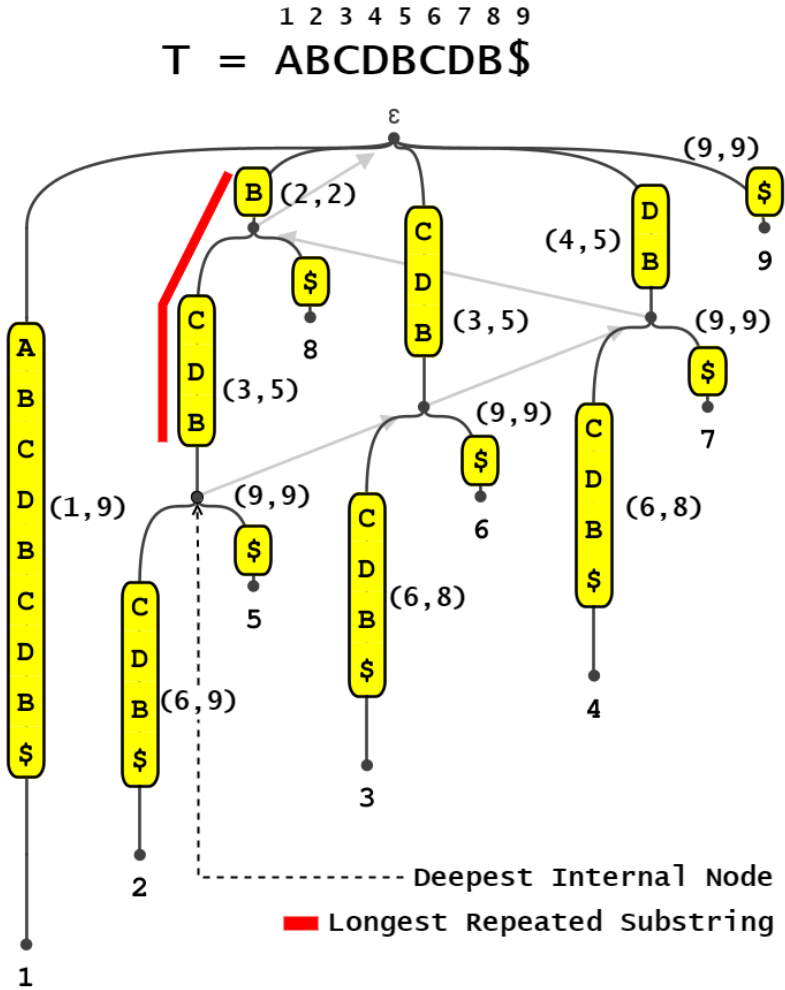 1 2 3 4 5 6 7 8 9
T = ABCDBCDB$
ε
(9,9)
B
(2,2)
$
9
D
B
(4,5)
C
D
B
(3,5)
$
8
C
D
B
(3,5)
(9,9)
$
7
A
B
C
D
B
C
D
B
$
(1,9)
(9,9)
$
6
C
D
B
$
(6,8)
(9,9)
$
5
C
D
B
$
(6,8)
C
D
B
$
(6,9)
4
3
2
Deepest Internal Node
Longest Repeated Substring
1